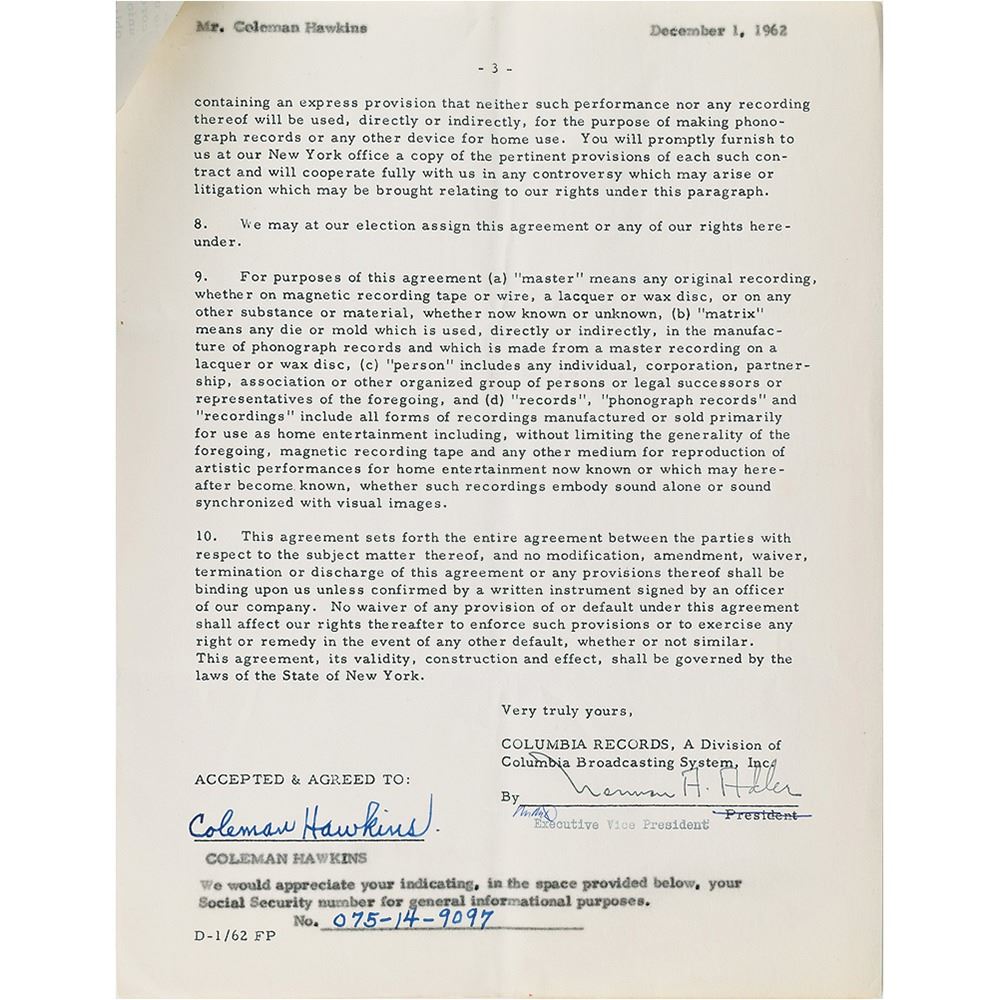 Mr. Coleman Hawkins December 1, 1962
- 3 -
containing an express provision that neither such performance nor any recording
thereof will be used, directly or indirectly, for the purpose of making phono-
graph records or any other device for home use. You will promptly furnish to
us at our New York office a copy of the pertinent provisions of each such con-
tract and will cooperate fully with us in any controversy which may arise or
litigation which may be brought relating to our rights under this paragraph.
8. We may at our election assign this agreement or any of our rights here-
under.
9. For purposes of this agreement (a) "master" means any original recording,
whether on magnetic recording tape or wire, a lacquer or wax disc, or on any
other substance or material, whether now known or unknown, (b) "matrix"
means any die or mold which is used, directly or indirectly, in the manufac-
ture of phonograph records and which is made from a master recording on a
lacquer or wax disc, (c) "person" includes any individual, corporation, partner-
ship, association or other organized group of persons or legal successors or
representatives of the foregoing, and (d) "records", "phonograph records" and
"recordings" include all forms of recordings manufactured or sold primarily
for use as home entertainment including, without limiting the generality of the
foregoing, magnetic recording tape and any other medium for reproduction of
artistic performances for home entertainment now known or which may here-
after become known, whether such recordings embody sound alone or sound
synchronized with visual images.
10. This agreement sets forth the entire agreement between the parties with
respect to the subject matter thereof, and no modification, amendment, waiver,
termination or discharge of this agreement or any provisions thereof shall be
binding upon us unless confirmed by a written instrument signed by an officer
of our company. No waiver of any provision of or default under this agreement
shall affect our rights thereafter to enforce such provisions or to exercise any
right or remedy in the event of any other default, whether or not similar.
This agreement, its validity, construction and effect, shall be governed by the
laws of the State of New York.
Very truly yours,
COLUMBIA RECORDS, A Division of
Columbia Broadcasting System, Inc.
ACCEPTED & AGREED TO:
By Norman A. Adler
President
Executive Vice President
Coleman Hawkins.
COLEMAN HAWKINS
We would appreciate your indicating, in the space provided below, your
Social Security number for general informational purposes.
No. 075-14-9097
D-1/62 FP